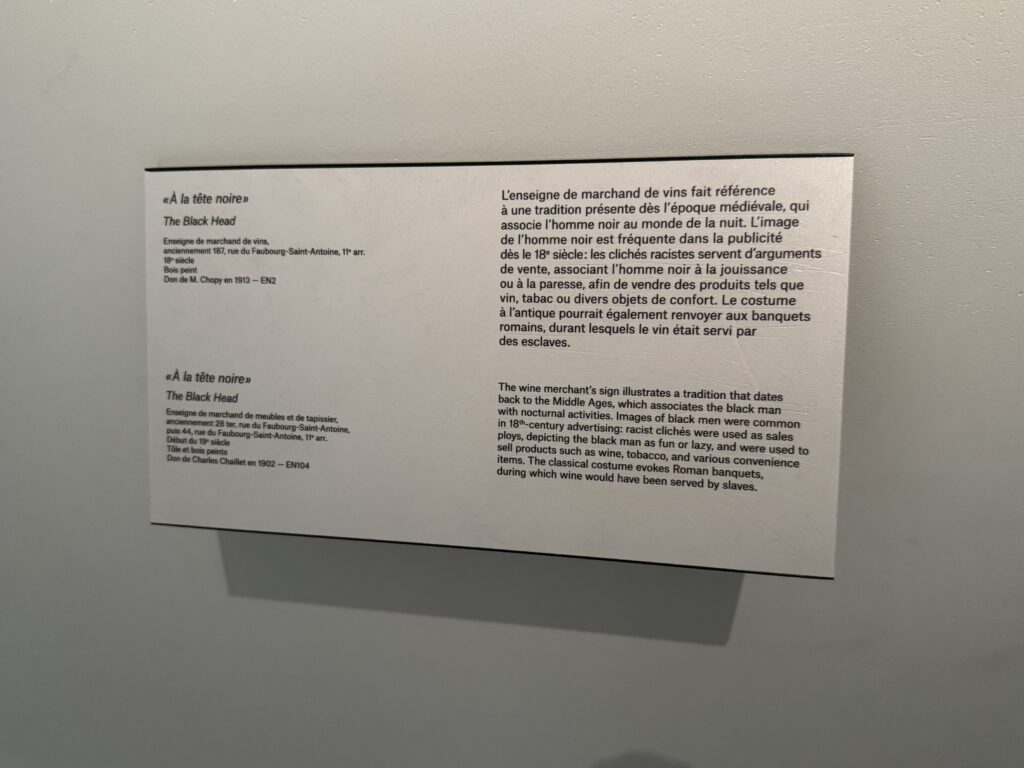 «À la tête noire»
The Black Head
Enseigne de marchand de vins,
anciennement 187, rue du Faubourg-Saint-Antoine, 11ᵉ arr.
18ᵉ siècle
Bois peint
Don de M. Chopy en 1913 — EN2
«À la tête noire»
The Black Head
Enseigne de marchand de meubles et de tapissier,
anciennement 28 ter, rue du Faubourg-Saint-Antoine,
puis 44, rue du Faubourg-Saint-Antoine, 11ᵉ arr.
Début du 19ᵉ siècle
Tôle et bois peints
Don de Charles Chaillet en 1902 — EN104
L'enseigne de marchand de vins fait référence
à une tradition présente dès l'époque médiévale, qui
associe l'homme noir au monde de la nuit. L'image
de l'homme noir est fréquente dans la publicité
dès le 18ᵉ siècle: les clichés racistes servent d'arguments
de vente, associant l'homme noir à la jouissance
ou à la paresse, afin de vendre des produits tels que
vin, tabac ou divers objets de confort. Le costume
à l'antique pourrait également renvoyer aux banquets
romains, durant lesquels le vin était servi par
des esclaves.
The wine merchant's sign illustrates a tradition that dates
back to the Middle Ages, which associates the black man
with nocturnal activities. Images of black men were common
in 18ᵗʰ-century advertising: racist clichés were used as sales
ploys, depicting the black man as fun or lazy, and were used to
sell products such as wine, tobacco, and various convenience
items. The classical costume evokes Roman banquets,
during which wine would have been served by slaves.